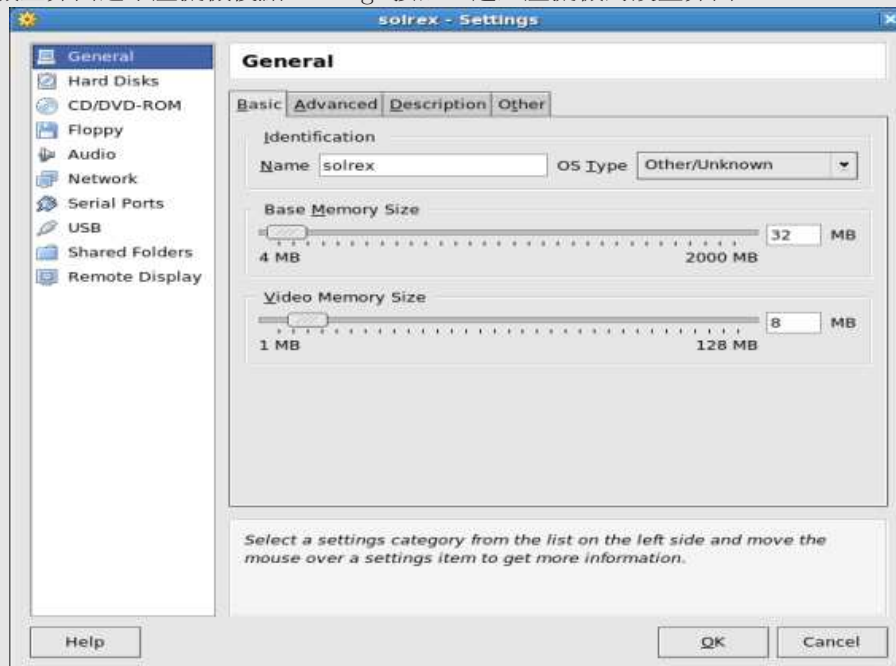 solrex - Settings
General
Hard Disks
CD/DVD-ROM
Floppy
Audio
Network
Serial Ports
USB
Shared Folders
Remote Display
General
Basic Advanced Description Other
Identification
Name solrex OS Type Other/Unknown
Base Memory Size
32 MB
4 MB 2000 MB
Video Memory Size
8 MB
1 MB 128 MB
Select a settings category from the list on the left side and move the
mouse over a settings item to get more information.
Help OK Cancel